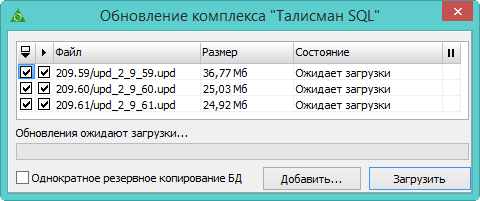 Обновление комплекса "Талисман SQL"
Файл Размер Состояние
209.59/upd_2_9_59.upd 36,77 Мб Ожидает загрузки
209.60/upd_2_9_60.upd 25,03 Мб Ожидает загрузки
209.61/upd_2_9_61.upd 24,92 Мб Ожидает загрузки
Обновления ожидают загрузки...
Однократное резервное копирование БД Добавить... Загрузить